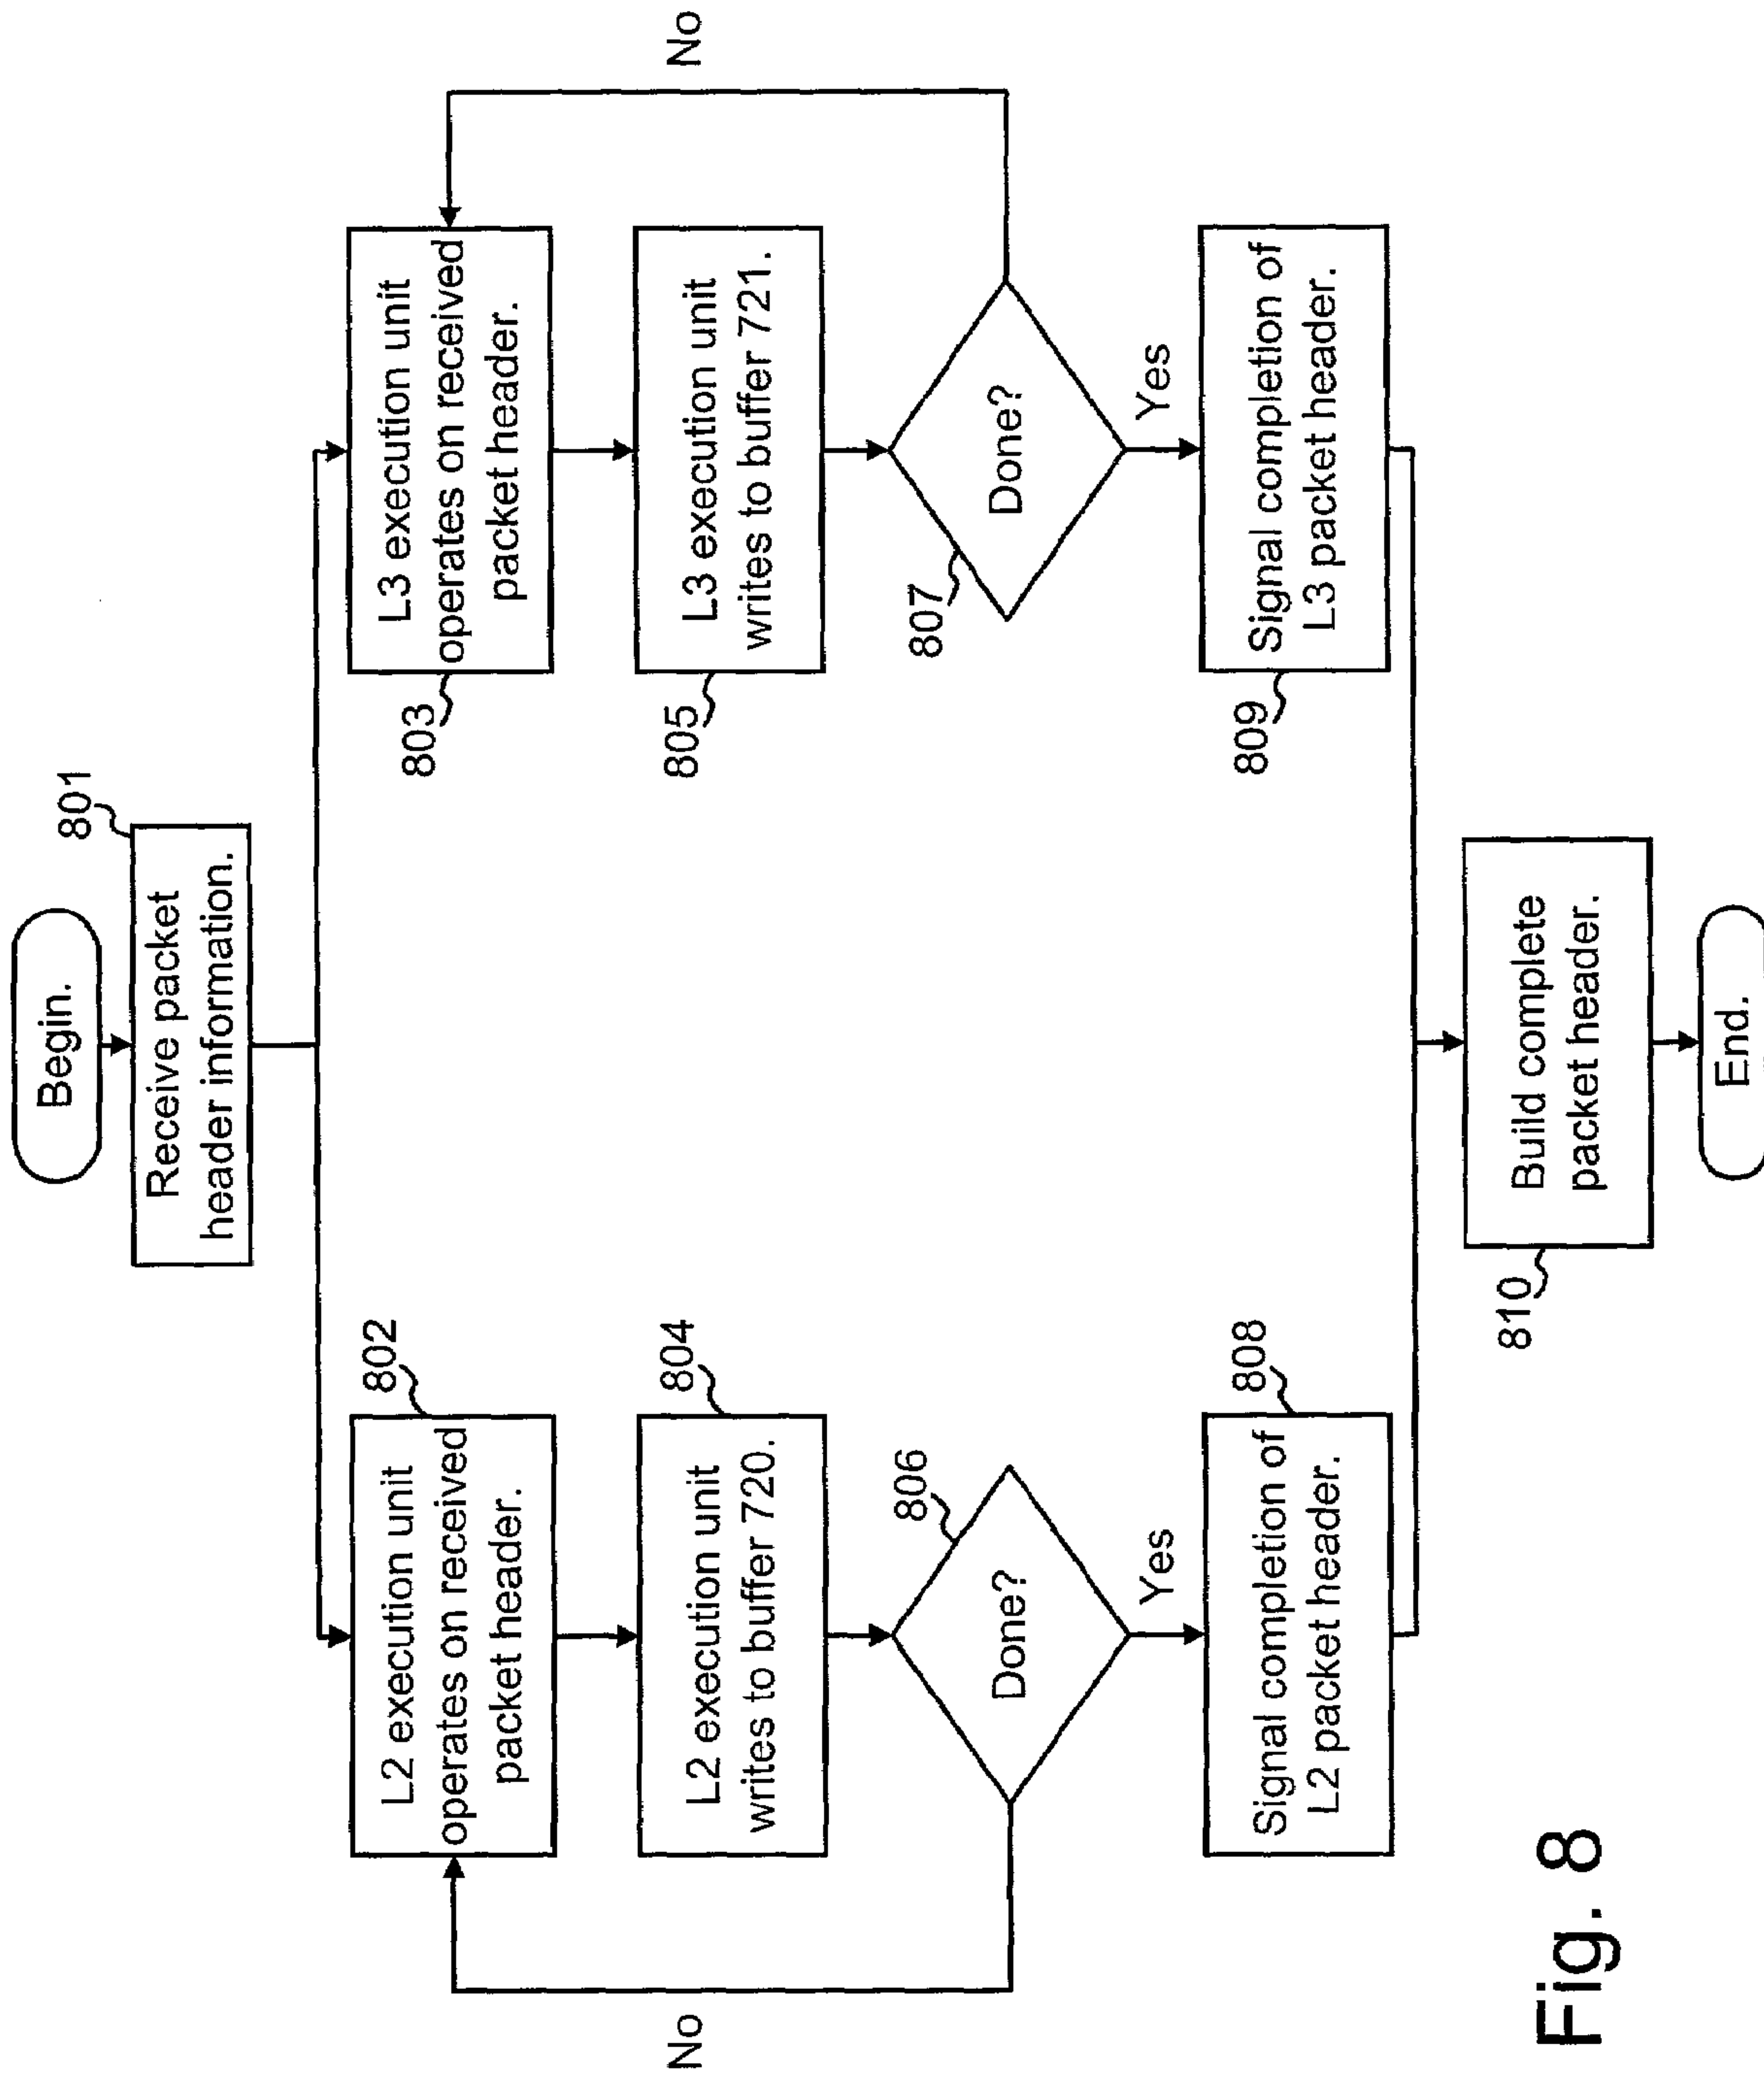 Begin.
801
Receive packet
header information.
802
L2 execution unit
operates on received
packet header.
803
L3 execution unit
operates on received
packet header.
804
L2 execution unit
writes to buffer 720.
805
L3 execution unit
writes to buffer 721.
No
No
806
Done?
807
Done?
Yes
Yes
808
Signal completion of
L2 packet header.
809
Signal completion of
L3 packet header.
810
Build complete
packet header.
End.
Fig. 8